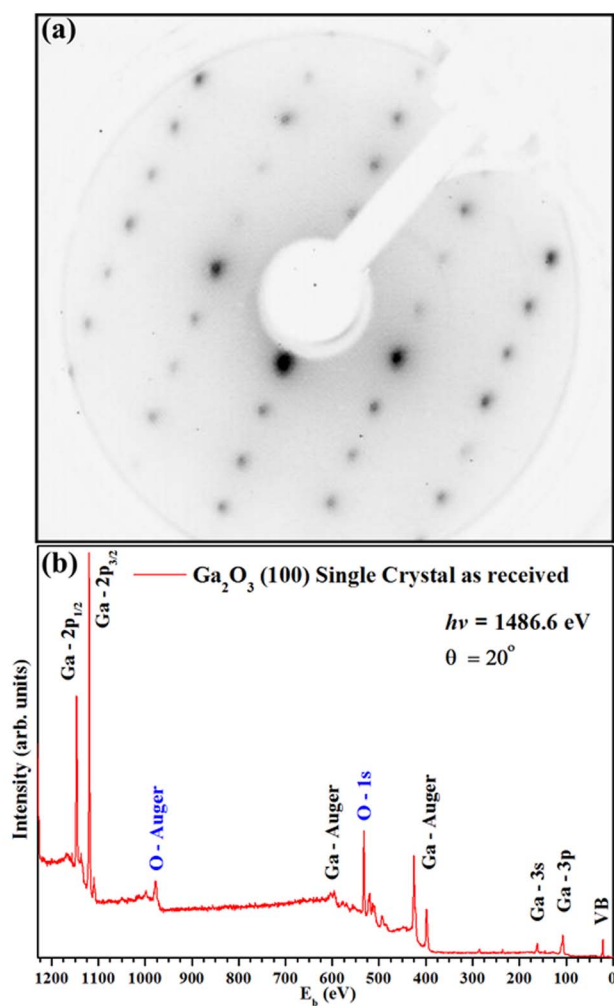 (a)
(b)
Ga₂O₃ (100) Single Crystal as received
hν = 1486.6 eV
θ = 20°
Ga - 2p₁/₂
Ga - 2p₃/₂
O - Auger
Ga - Auger
O - 1s
Ga - Auger
Ga - 3s
Ga - 3p
VB
Intensity (arb. units)
1200 1100 1000 900 800 700 600 500 400 300 200 100 0
E_b (eV)